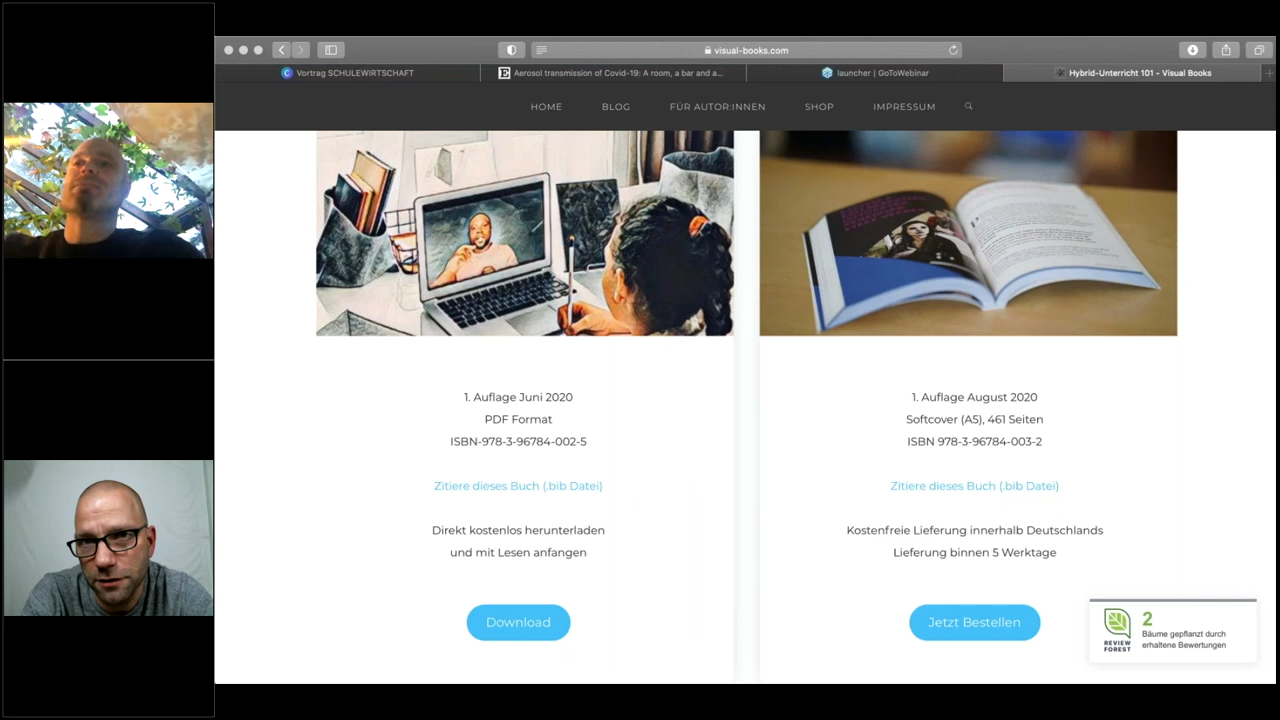 visual-books.com
Vortrag SCHULEWIRTSCHAFT
Aerosol transmission of Covid-19: A room, a bar and a...
launcher | GoToWebinar
Hybrid-Unterricht 101 - Visual Books
HOME
BLOG
FÜR AUTOR:INNEN
SHOP
IMPRESSUM
1. Auflage Juni 2020
PDF Format
ISBN-978-3-96784-002-5
Zitiere dieses Buch (.bib Datei)
Direkt kostenlos herunterladen
und mit Lesen anfangen
Download
1. Auflage August 2020
Softcover (A5), 461 Seiten
ISBN 978-3-96784-003-2
Zitiere dieses Buch (.bib Datei)
Kostenfreie Lieferung innerhalb Deutschlands
Lieferung binnen 5 Werktage
Jetzt Bestellen
REVIEW
FOREST
2
Bäume gepflanzt durch
erhaltene Bewertungen